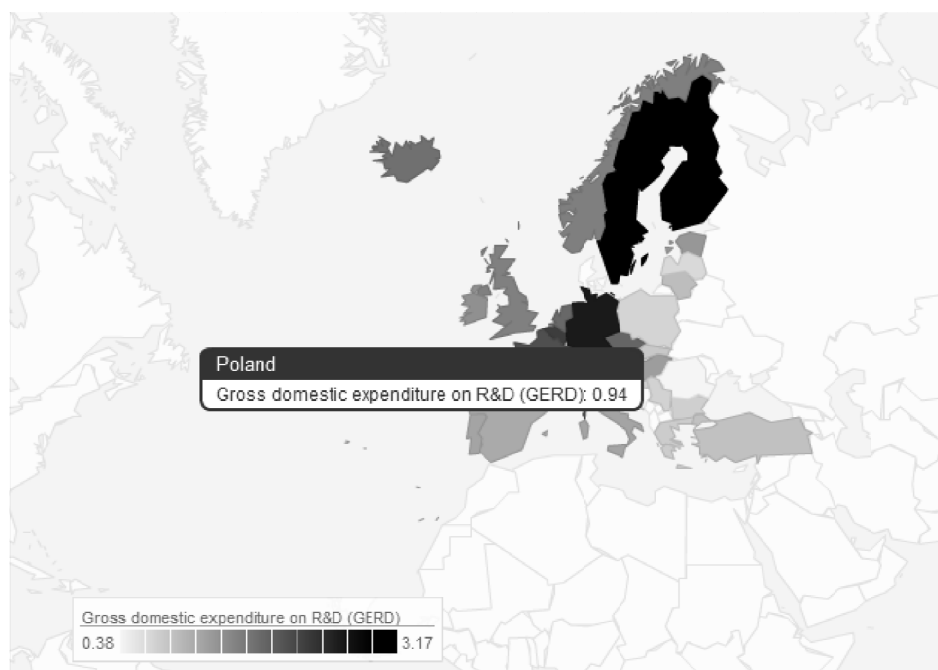 Poland
Gross domestic expenditure on R&D (GERD): 0.94
Gross domestic expenditure on R&D (GERD)
0.38 3.17